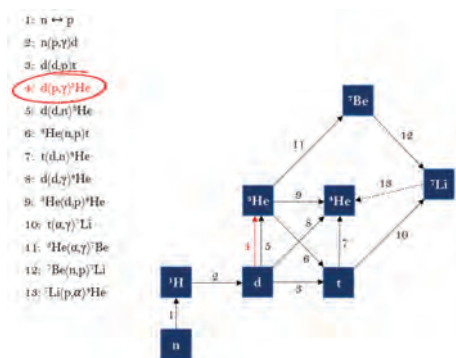 1: n ↔ p
2: n(p,γ)d
3: d(d,p)t
4: d(p,γ)³He
5: d(d,n)³He
6: ³He(n,p)t
7: t(d,n)⁴He
8: d(d,γ)⁴He
9: ³He(d,p)⁴He
10: t(α,γ)⁷Li
11: ³He(α,γ)⁷Be
12: ⁷Be(n,p)⁷Li
13: ⁷Li(p,α)⁴He
⁷Be
11
12
⁷Li
13
³He
9
⁴He
8
4
5
7
10
6
¹H
2
d
3
t
1
n